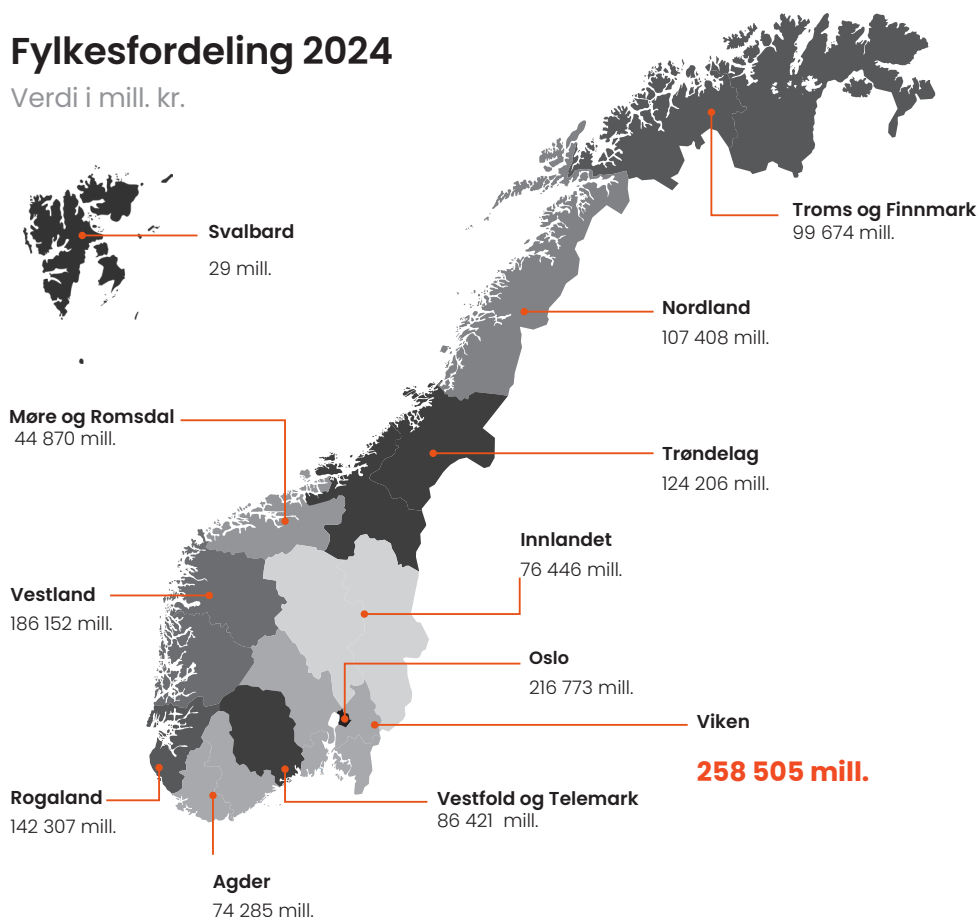 Fylkesfordeling 2024
Verdi i mill. kr.
Svalbard
29 mill.
Troms og Finnmark
99 674 mill.
Nordland
107 408 mill.
Møre og Romsdal
44 870 mill.
Trøndelag
124 206 mill.
Innlandet
76 446 mill.
Vestland
186 152 mill.
Oslo
216 773 mill.
Viken
258 505 mill.
Rogaland
142 307 mill.
Vestfold og Telemark
86 421 mill.
Agder
74 285 mill.